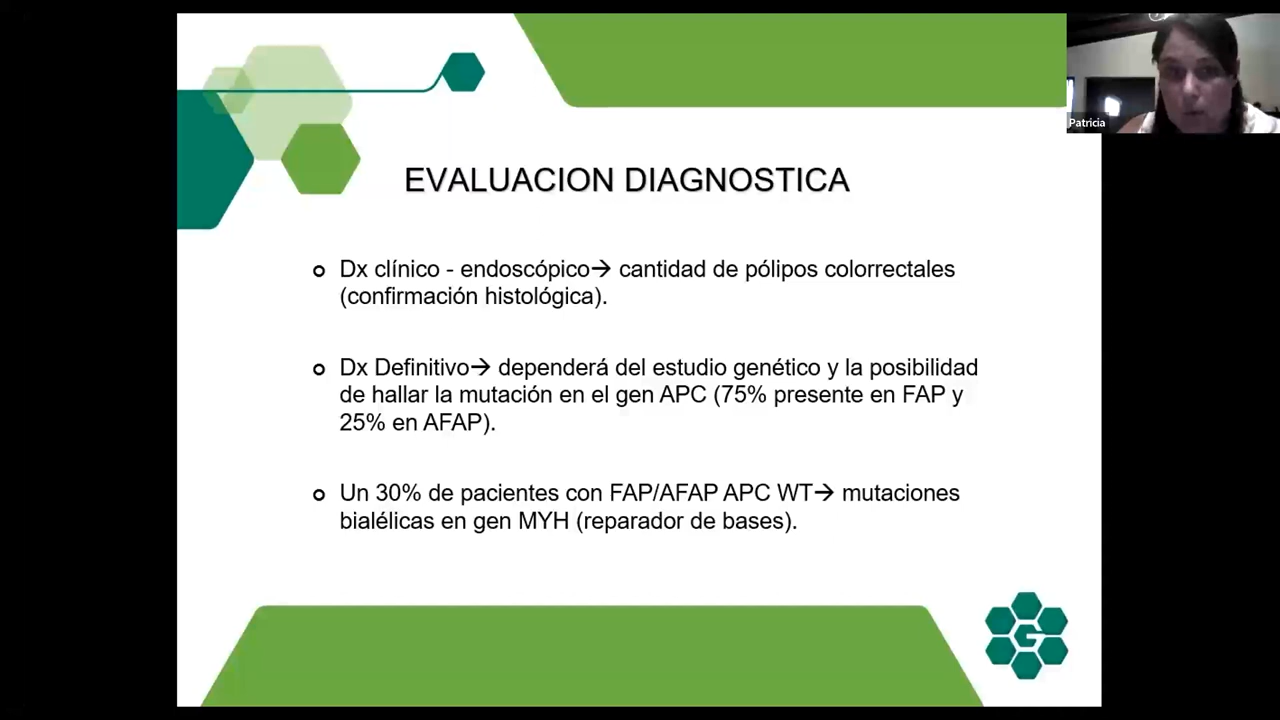 Patricia
EVALUACION DIAGNOSTICA
Dx clínico - endoscópico→ cantidad de pólipos colorrectales
(confirmación histológica).
Dx Definitivo→ dependerá del estudio genético y la posibilidad
de hallar la mutación en el gen APC (75% presente en FAP y
25% en AFAP).
Un 30% de pacientes con FAP/AFAP APC WT→ mutaciones
bialélicas en gen MYH (reparador de bases).
G